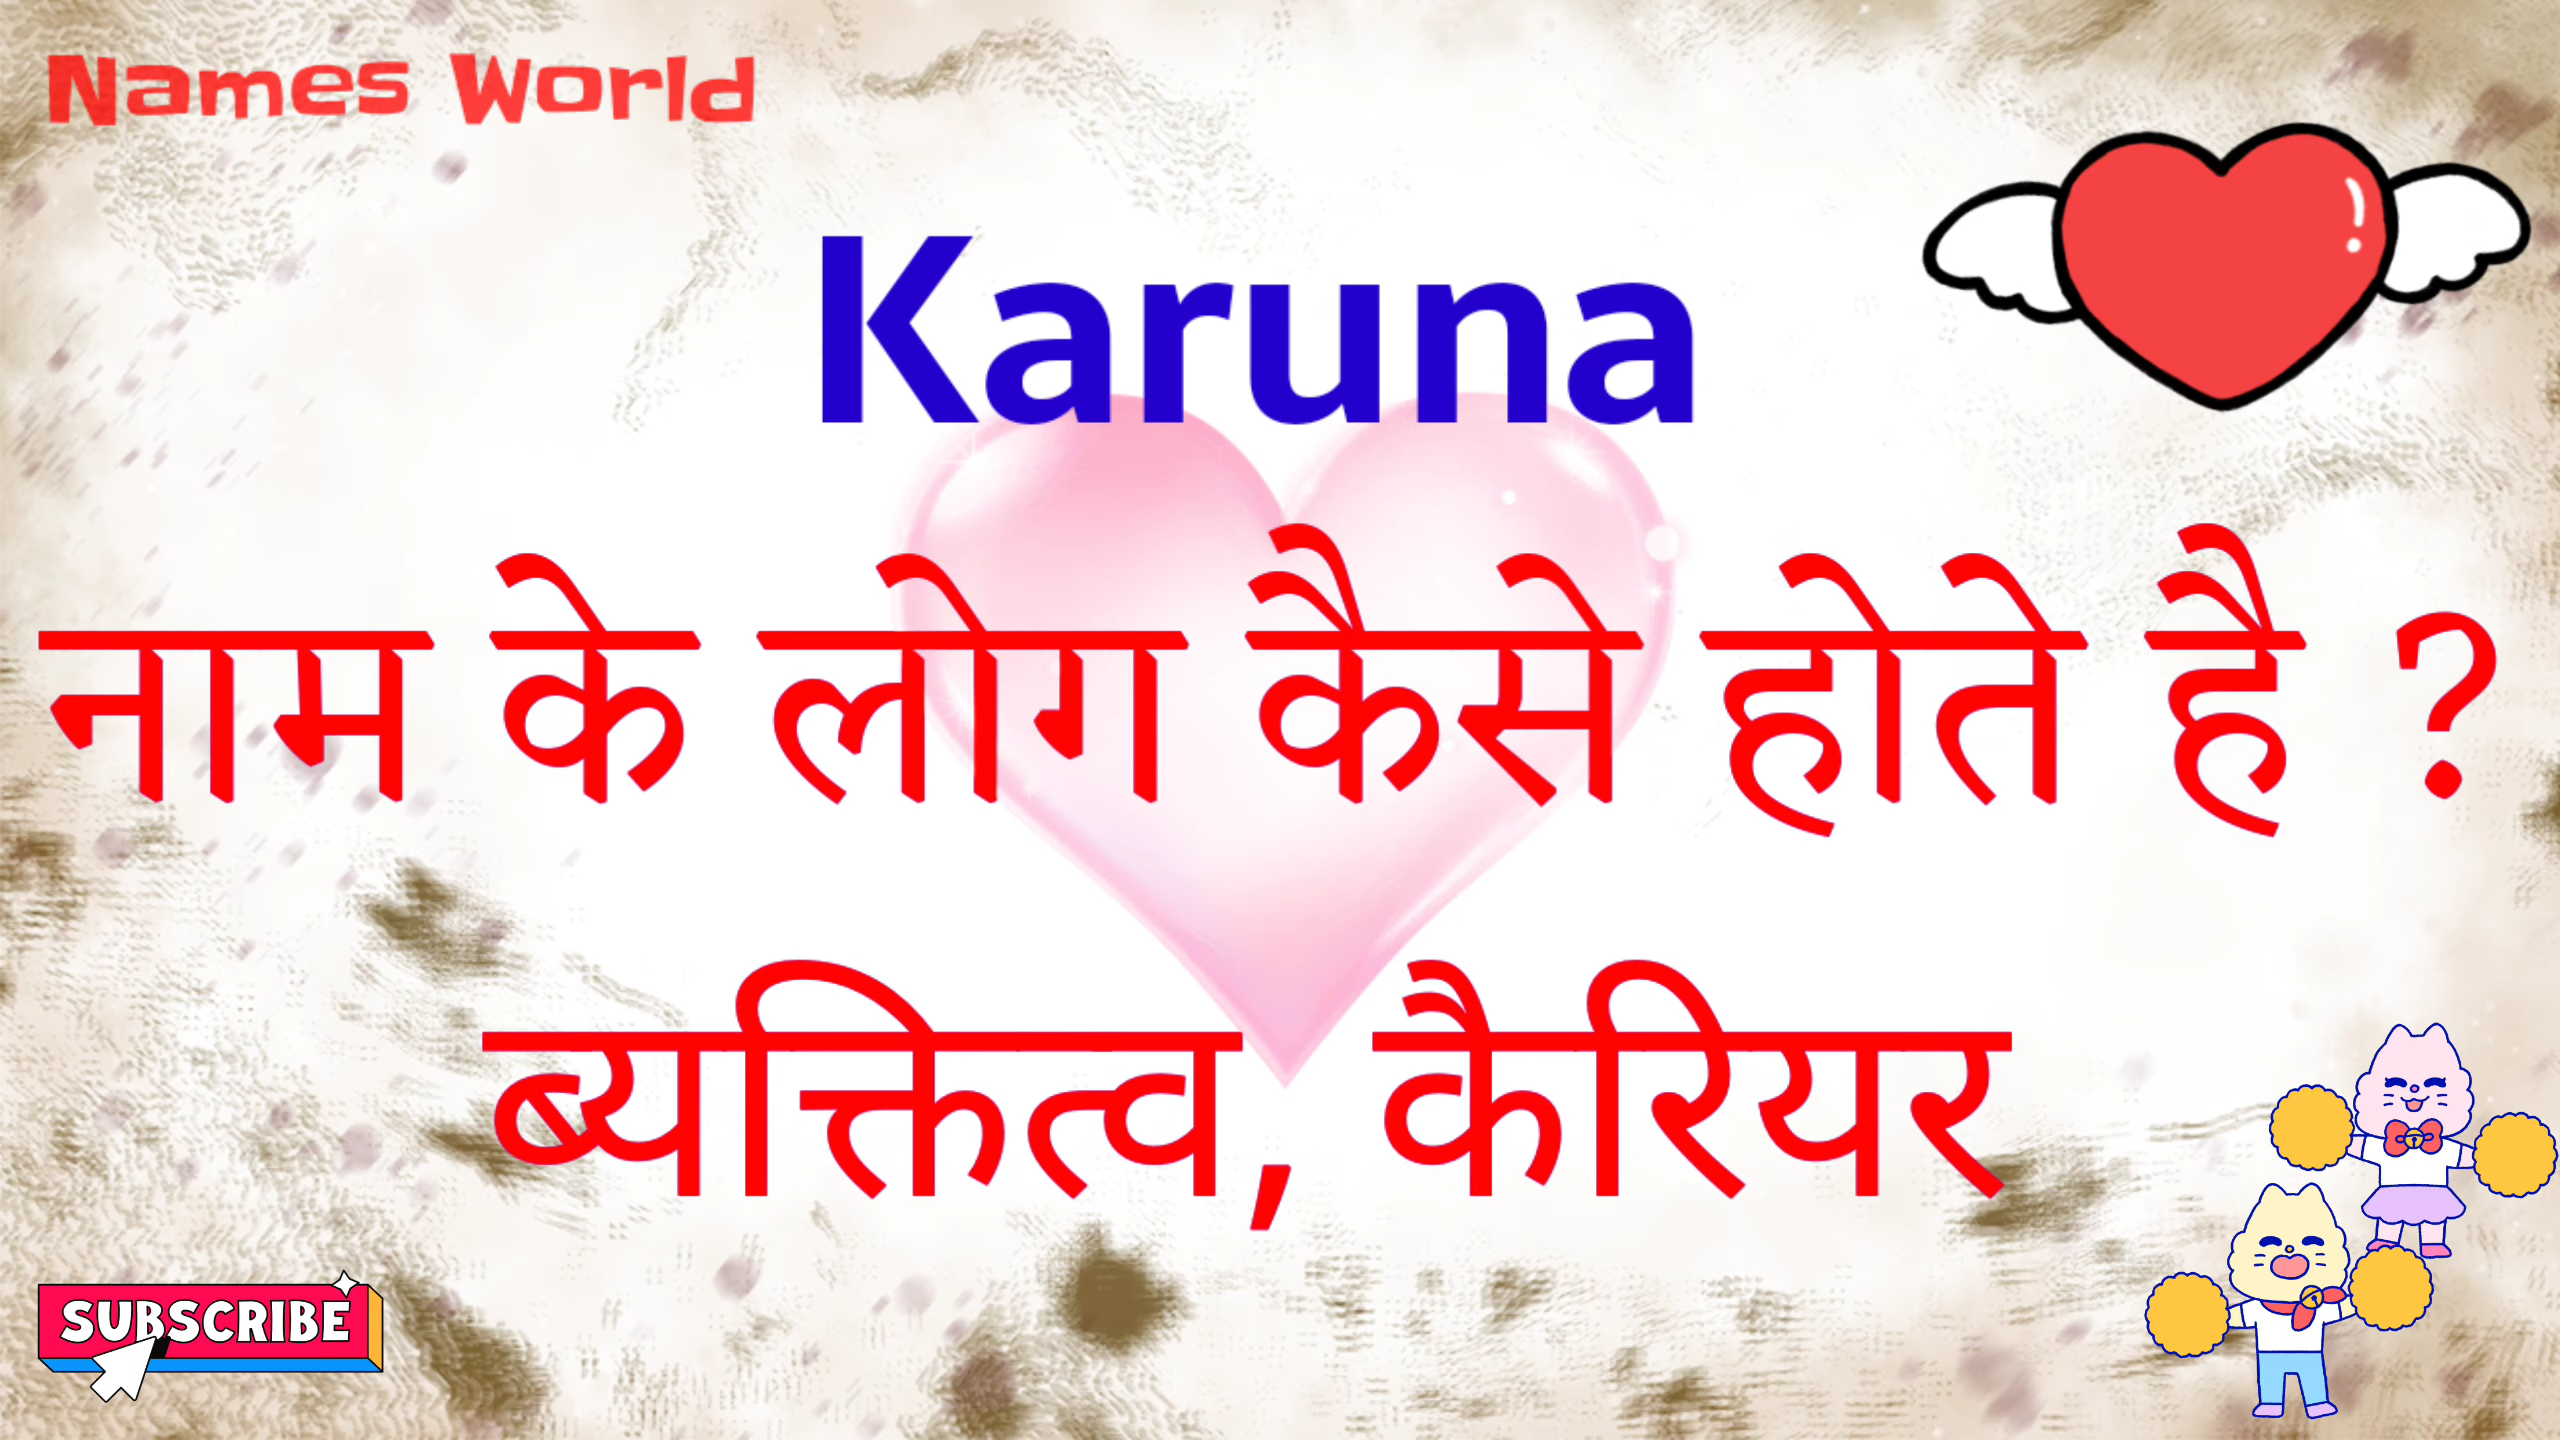 Names World
Karuna
नाम के लोग कैसे होते है ?
ब्यक्तित्व, कैरियर
SUBSCRIBE